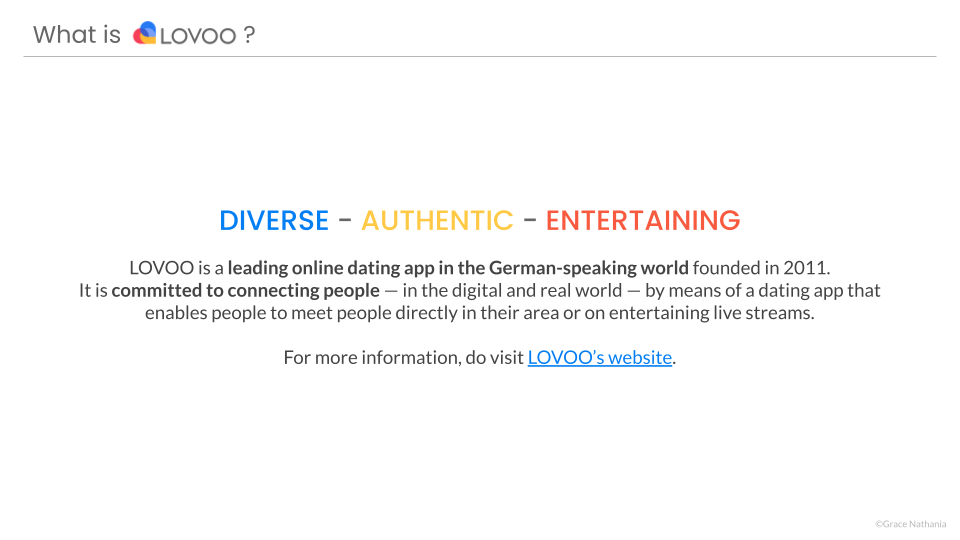 What is LOVOO ?
DIVERSE - AUTHENTIC - ENTERTAINING
LOVOO is a leading online dating app in the German-speaking world founded in 2011.
It is committed to connecting people — in the digital and real world — by means of a dating app that
enables people to meet people directly in their area or on entertaining live streams.
For more information, do visit LOVOO’s website.
©Grace Nathania